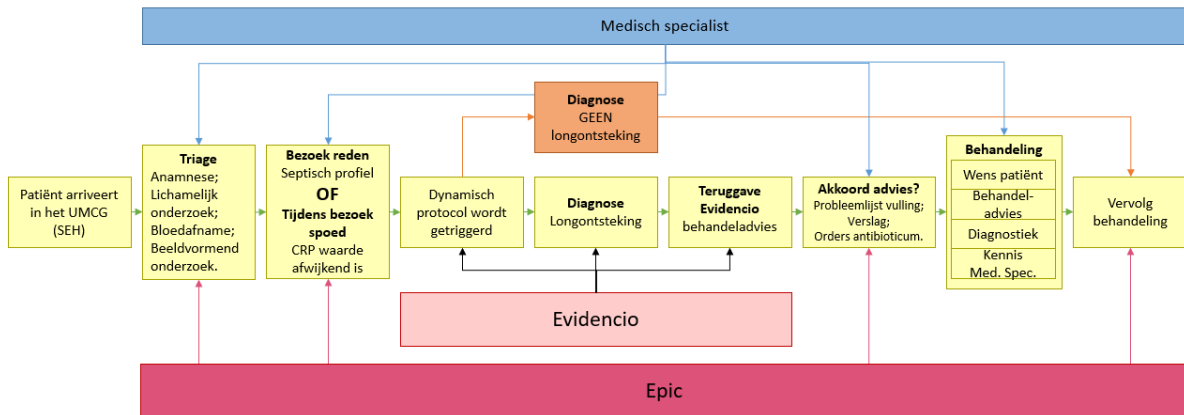 Medisch specialist
Diagnose
GEEN
longontsteking
Patiënt arriveert
in het UMCG
(SEH)
Triage
Anamnese;
Lichamelijk
onderzoek;
Bloedafname;
Beeldvormend
onderzoek.
Bezoek reden
Septisch profiel
OF
Tijdens bezoek
spoed
CRP waarde
afwijkend is
Dynamisch
protocol wordt
getriggerd
Diagnose
Longontsteking
Teruggave
Evidencio
behandeladvies
Akkoord advies?
Probleemlijst vulling;
Verslag;
Orders antibioticum.
Behandeling
Wens patiënt
Behandel-
advies
Diagnostiek
Kennis
Med. Spec.
Vervolg
behandeling
Evidencio
Epic